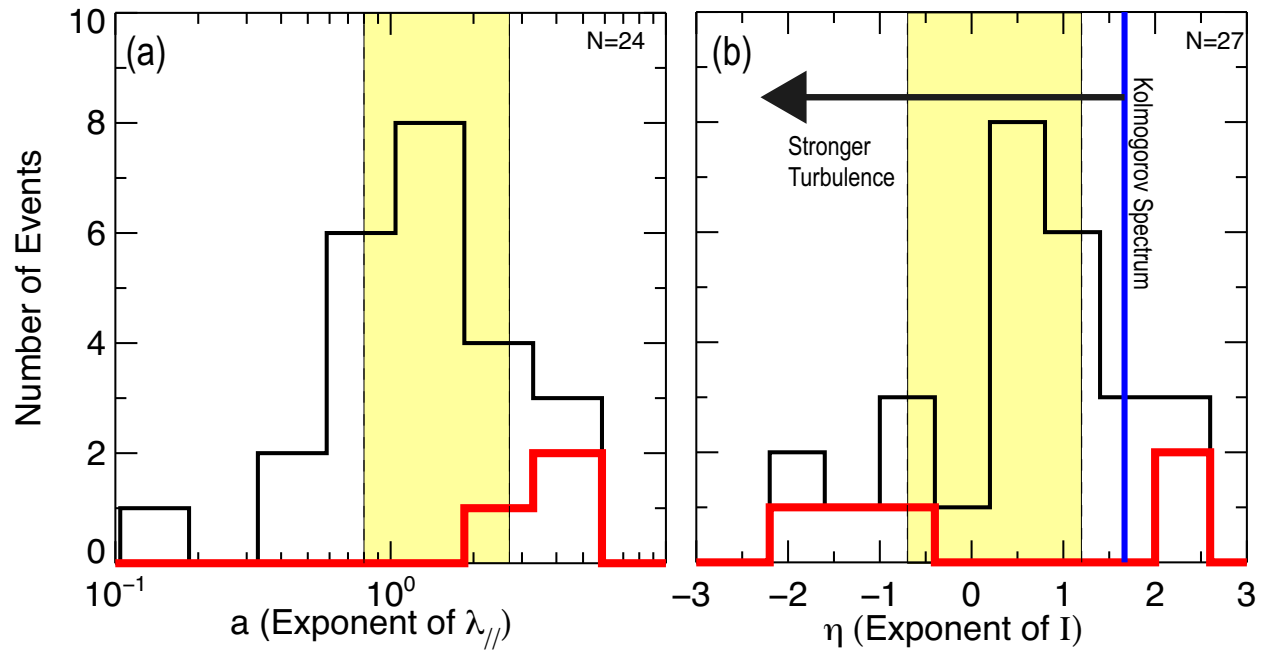 (a)
N=24
Number of Events
10
8
6
4
2
0
10⁻¹
10⁰
a (Exponent of λ//)
(b)
N=27
Kolmogorov Spectrum
Stronger
Turbulence
−3
−2
−1
0
1
2
3
η (Exponent of I)